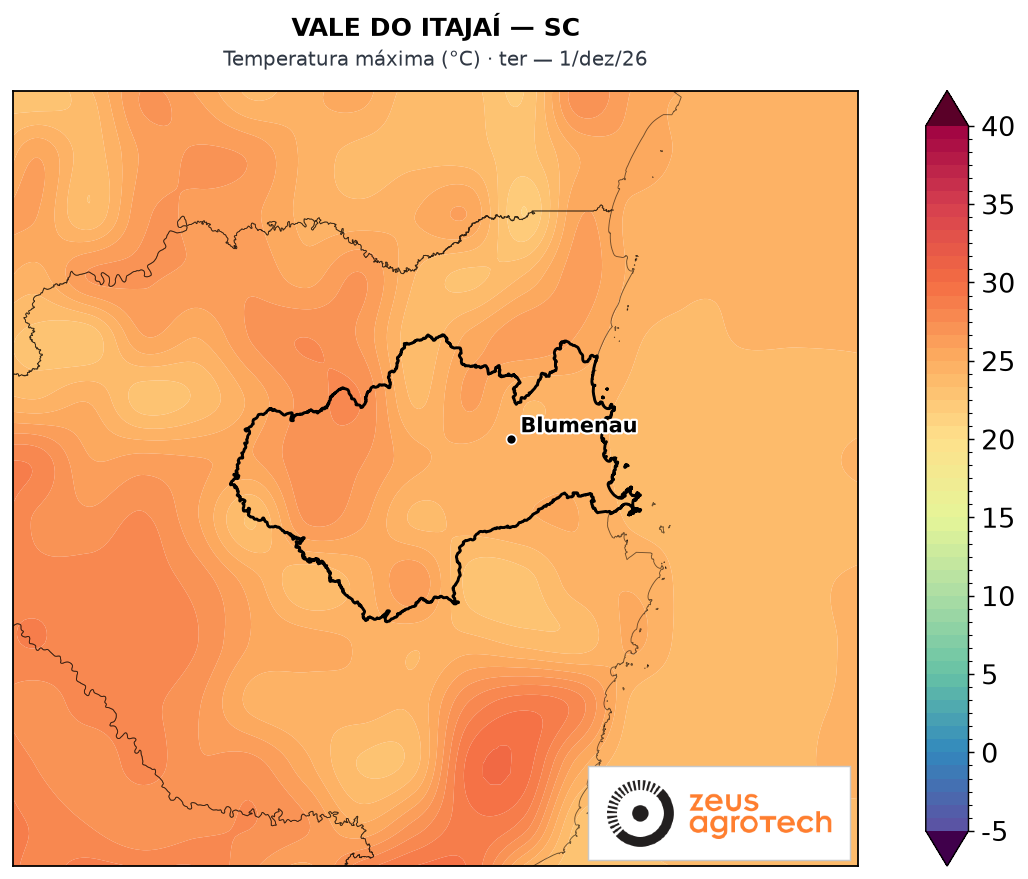 VALE DO ITAJAÍ — SC
Temperatura máxima (°C) · ter — 1/dez/26
40
35
30
25
20
15
10
5
0
-5
Blumenau
zeus
agrotech